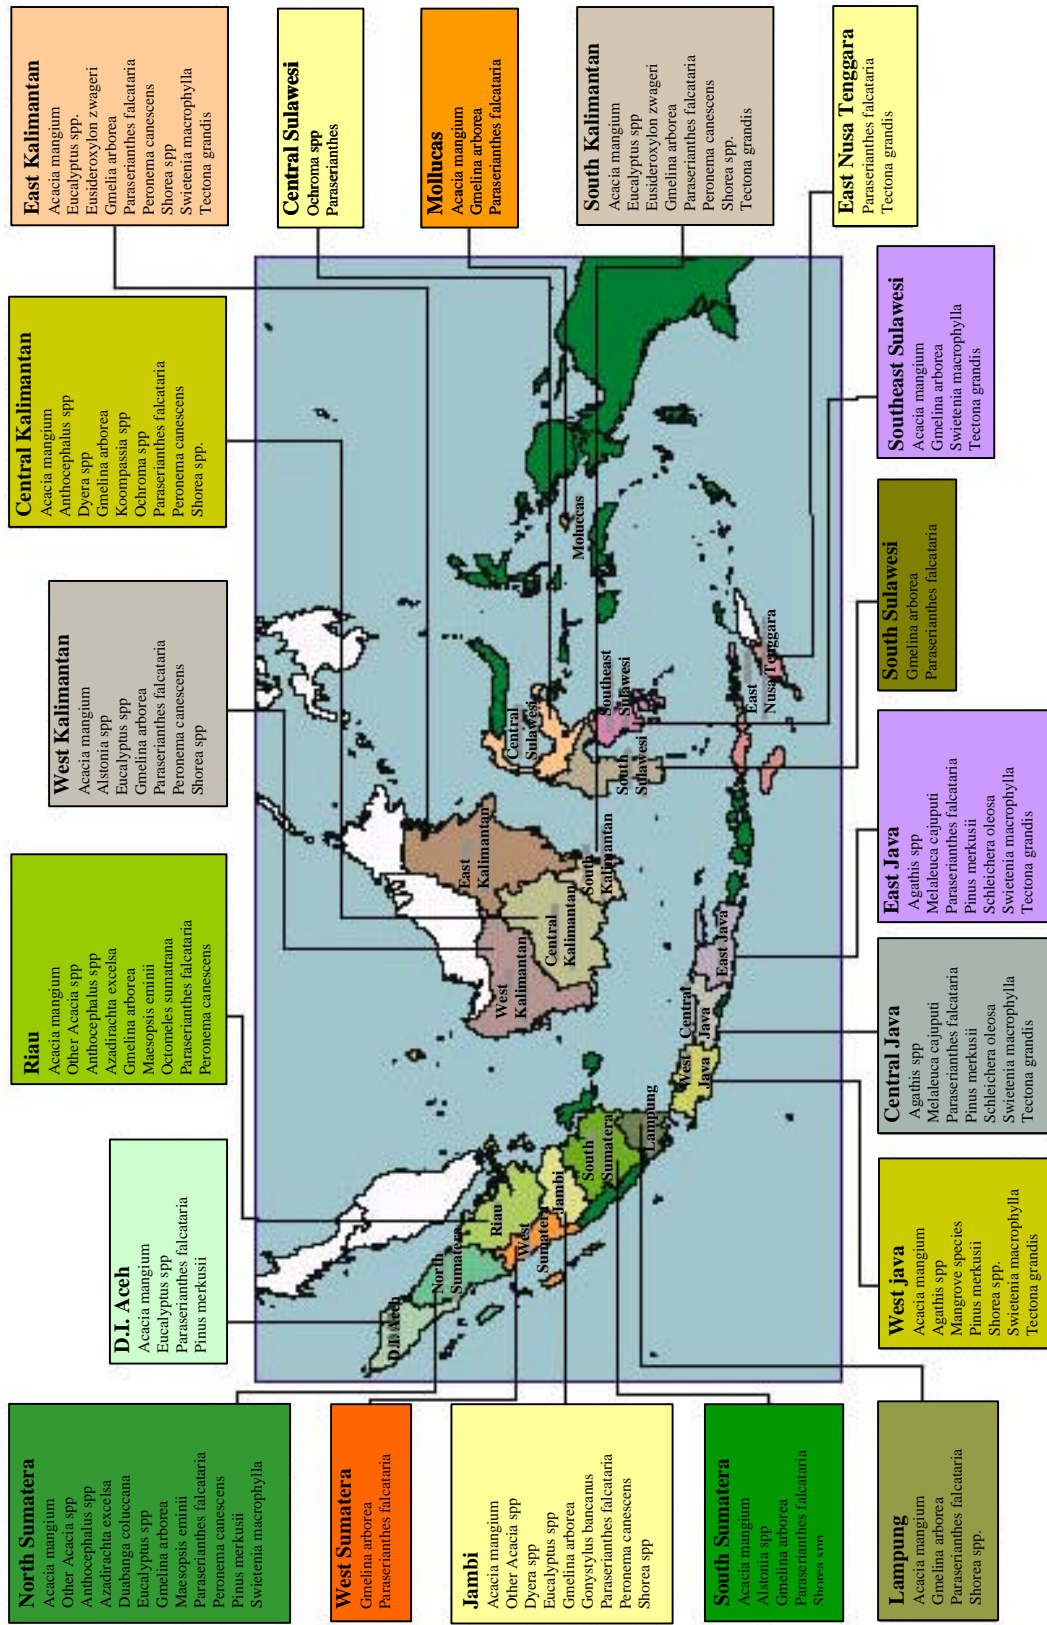 North Sumatera
Acacia mangium
Other Acacia spp
Anthocephalus spp
Azadirachta excelsa
Duabanga coluccana
Eucalyptus spp
Gmelina arborea
Maesopsis eminii
Paraserianthes falcataria
Peronema canescens
Pinus merkusii
Swietenia macrophylla
D.I. Aceh
Acacia mangium
Eucalyptus spp
Paraserianthes falcataria
Pinus merkusii
Riau
Acacia mangium
Other Acacia spp
Anthocephalus spp
Azadirachta excelsa
Gmelina arborea
Maesopsis eminii
Octomeles sumatrana
Paraserianthes falcataria
Peronema canescens
West Kalimantan
Acacia mangium
Alstonia spp
Eucalyptus spp
Gmelina arborea
Paraserianthes falcataria
Peronema canescens
Shorea spp
Central Kalimantan
Acacia mangium
Anthocephalus spp
Dyera spp
Gmelina arborea
Koompassia spp
Ochroma spp
Paraserianthes falcataria
Peronema canescens
Shorea spp.
East Kalimantan
Acacia mangium
Eucalyptus spp.
Eusideroxylon zwageri
Gmelia arborea
Paraserianthes falcataria
Peronema canescens
Shorea spp
Swietenia macrophylla
Tectona grandis
Central Sulawesi
Ochroma spp
Paraserianthes
Mollucas
Acacia mangium
Gmelina arborea
Paraserianthes falcataria
South Kalimantan
Acacia mangium
Eucalyptus spp
Eusideroxylon zwageri
Gmelina arborea
Paraserianthes falcataria
Peronema canescens
Shorea spp.
Tectona grandis
East Nusa Tenggara
Paraserianthes falcataria
Tectona grandis
West Sumatera
Gmelina arborea
Paraserianthes falcataria
Jambi
Acacia mangium
Other Acacia spp
Dyera spp
Eucalyptus spp
Gmelina arborea
Gonystylus bancanus
Paraserianthes falcataria
Peronema canescens
Shorea spp
South Sumatera
Acacia mangium
Alstonia spp
Gmelina arborea
Paraserianthes falcataria
Shorea spp
Lampung
Acacia mangium
Gmelina arborea
Paraserianthes falcataria
Shorea spp.
West java
Acacia mangium
Agathis spp
Mangrove species
Pinus merkusii
Shorea spp.
Swietenia macrophylla
Tectona grandis
Central Java
Agathis spp
Melaleuca cajuputi
Paraserianthes falcataria
Pinus merkusii
Schleichera oleosa
Swietenia macrophylla
Tectona grandis
East Java
Agathis spp
Melaleuca cajuputi
Paraserianthes falcataria
Pinus merkusii
Schleichera oleosa
Swietenia macrophylla
Tectona grandis
South Sulawesi
Gmelina arborea
Paraserianthes falcataria
Southeast Sulawesi
Acacia mangium
Gmelina arborea
Swietenia macrophylla
Tectona grandis
D.I. Aceh
North
Sumatera
Riau
West
Sumatera
Jambi
South
Sumatera
Lampung
West
Java
Central
Java
East Java
West
Kalimantan
Central
Kalimantan
East
Kalimantan
South
Kalimantan
Central
Sulawesi
South
Sulawesi
Southeast
Sulawesi
Moluccas
East
Nusa Tenggara